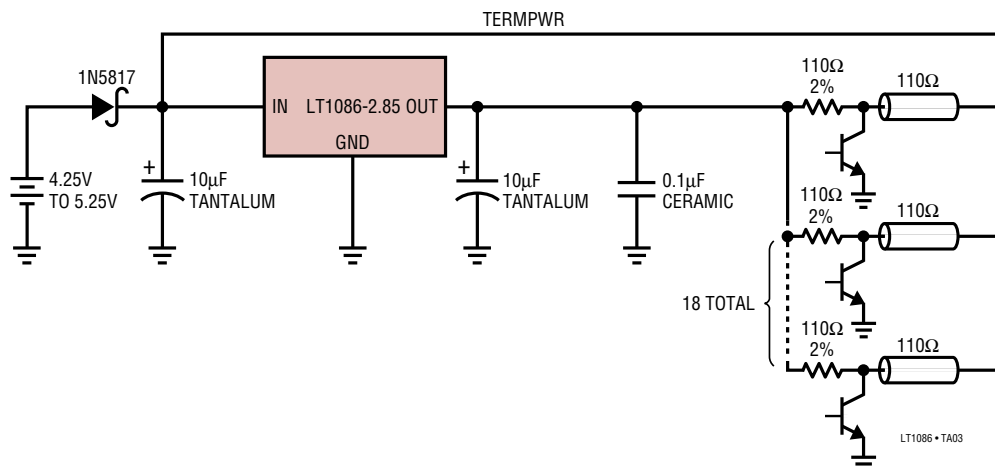 TERMPWR
1N5817
IN LT1086-2.85 OUT
GND
+
10µF
TANTALUM
4.25V
TO 5.25V
+
10µF
TANTALUM
0.1µF
CERAMIC
110Ω
2%
110Ω
110Ω
2%
110Ω
18 TOTAL
110Ω
2%
110Ω
LT1086 • TA03